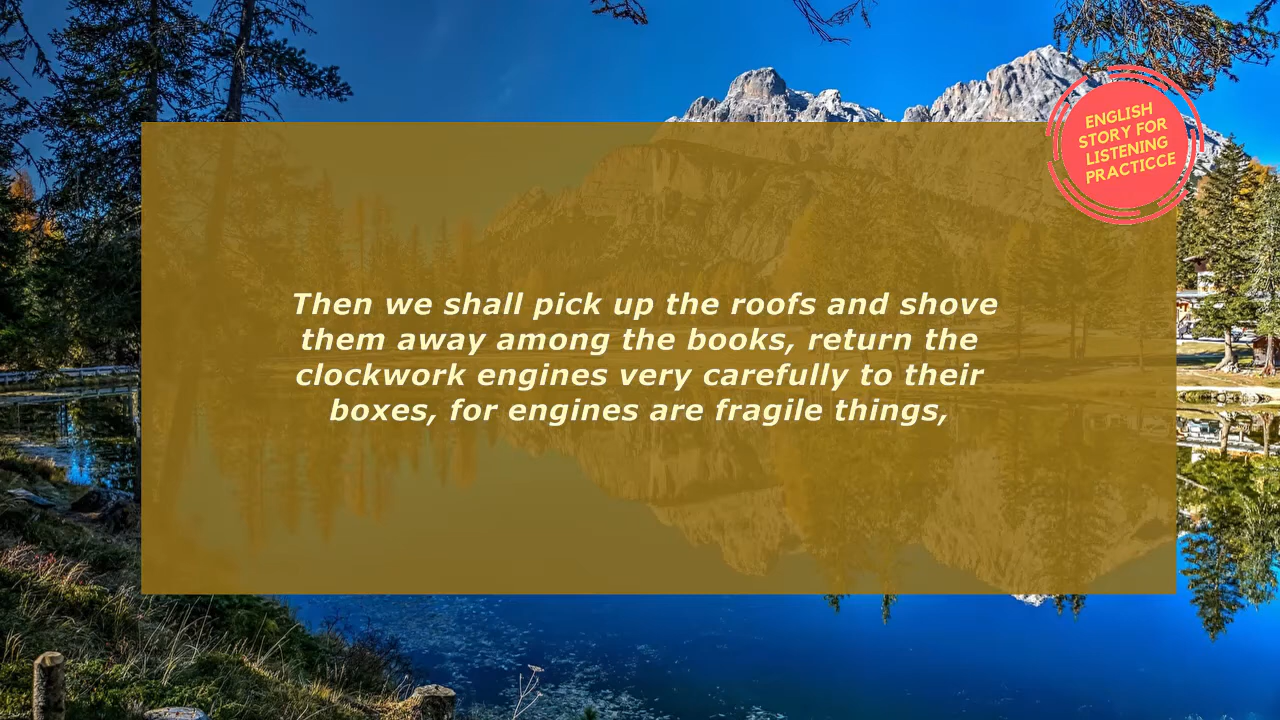 ENGLISH
STORY FOR
LISTENING
PRACTICCE
Then we shall pick up the roofs and shove
them away among the books, return the
clockwork engines very carefully to their
boxes, for engines are fragile things,